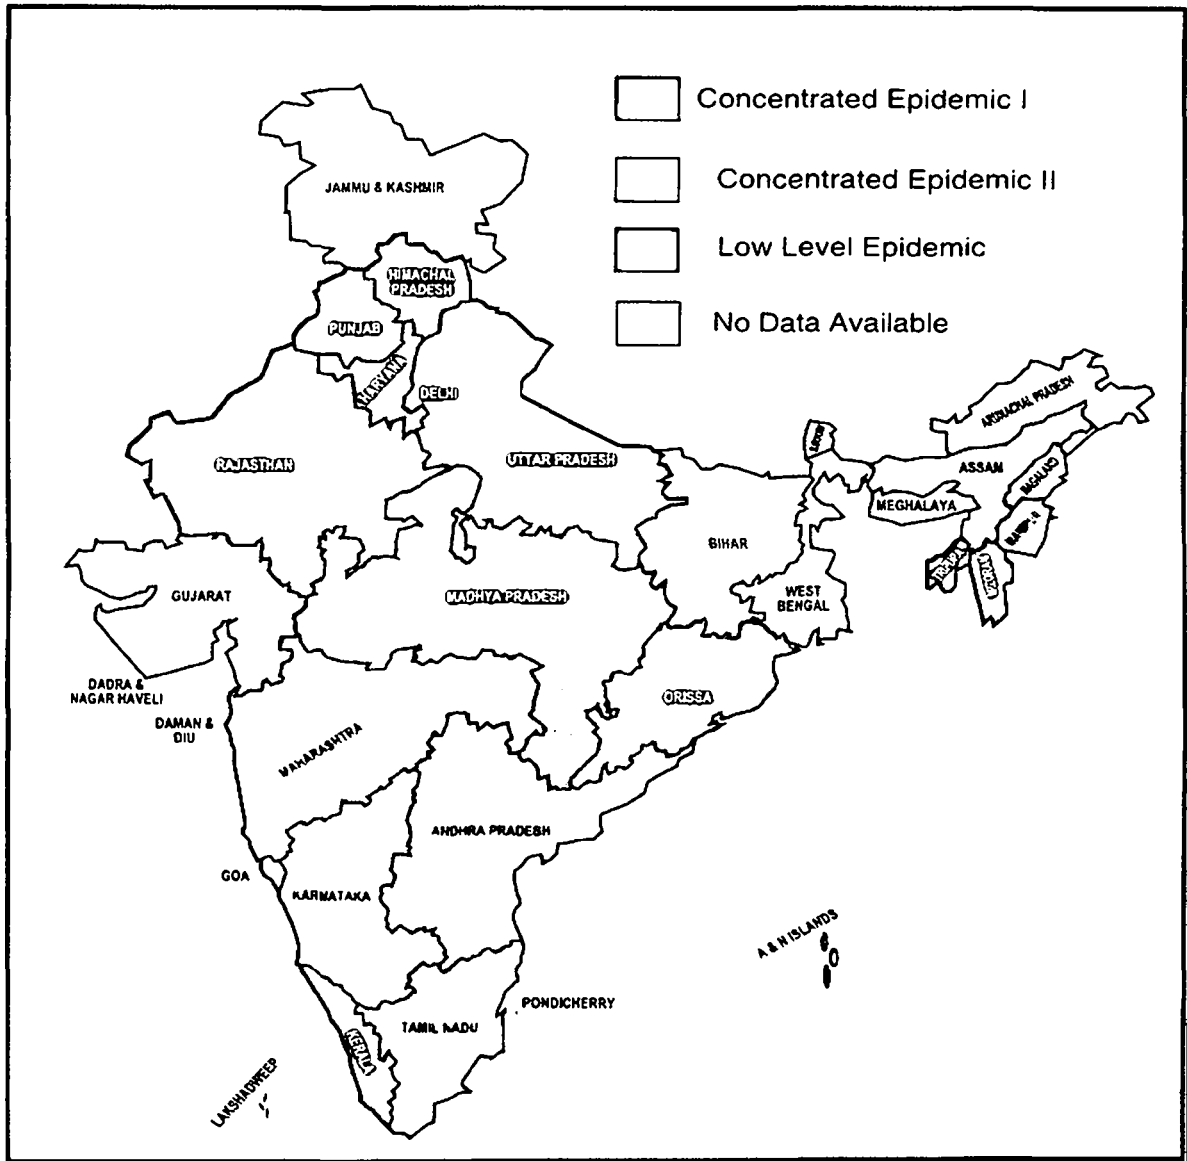 Concentrated Epidemic I
Concentrated Epidemic II
Low Level Epidemic
No Data Available
JAMMU & KASHMIR
HIMACHAL
PRADESH
PUNJAB
HARYANA
DELHI
RAJASTHAN
UTTAR PRADESH
ARUNACHAL PRADESH
ASSAM
NAGALAND
MEGHALAYA
BIHAR
GUJARAT
MADHYA PRADESH
WEST
BENGAL
DADRA &
NAGAR HAVELI
DAMAN &
DIU
ORISSA
MAHARASHTRA
ANDHRA PRADESH
GOA
KARNATAKA
A & N ISLANDS
PONDICHERRY
TAMIL NADU
KERALA
LAKSHADWEEP